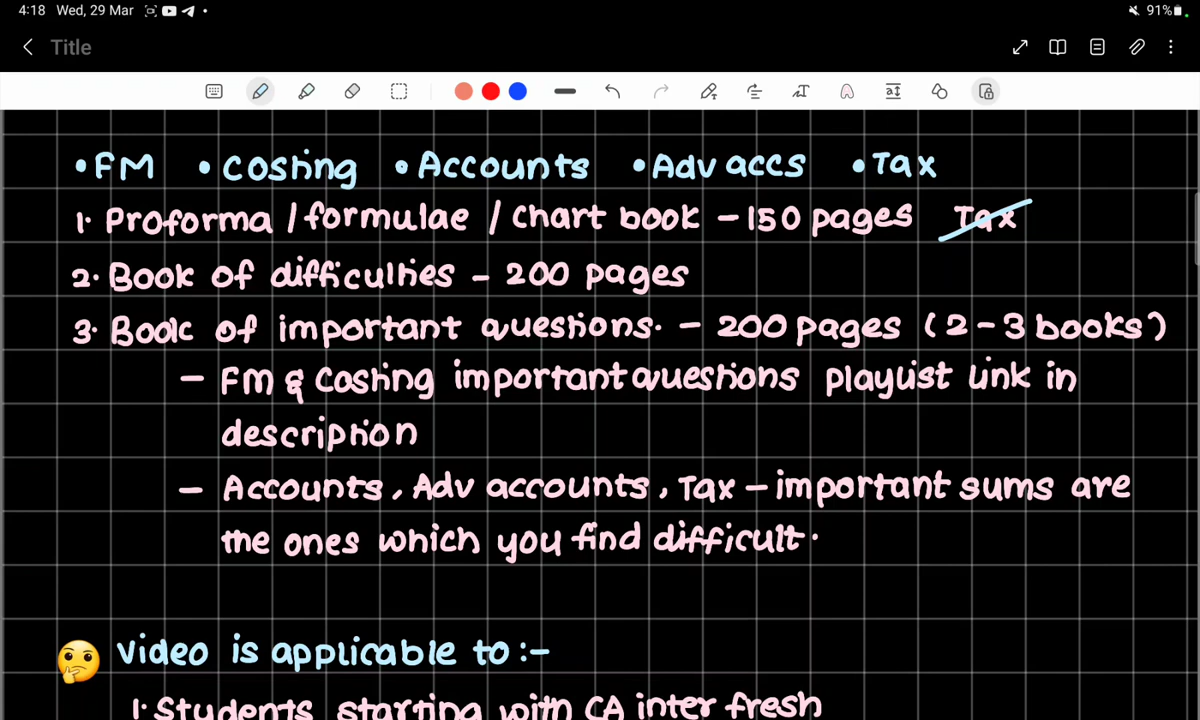 4:18 Wed, 29 Mar
91%
Title
• FM • Costing • Accounts • Adv accs • Tax
1. Proforma / formulae / chart book - 150 pages Tax
2. Book of difficulties - 200 pages
3. Book of important questions. - 200 pages (2-3 books)
- FM & Costing important questions playlist link in
description
- Accounts, Adv accounts, Tax - important sums are
the ones which you find difficult.
Video is applicable to :-
1. Students starting with CA inter fresh